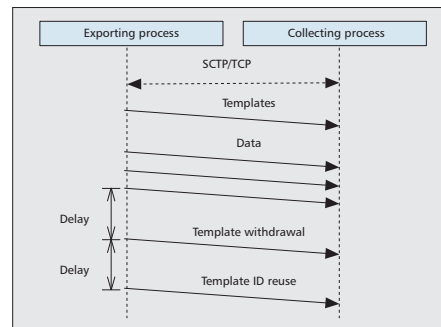 Exporting process
Collecting process
SCTP/TCP
Templates
Data
Delay
Template withdrawal
Delay
Template ID reuse